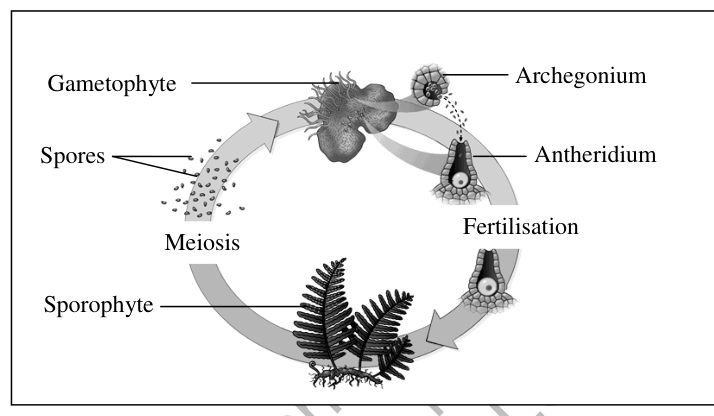 Gametophyte
Archegonium
Spores
Antheridium
Fertilisation
Meiosis
Sporophyte